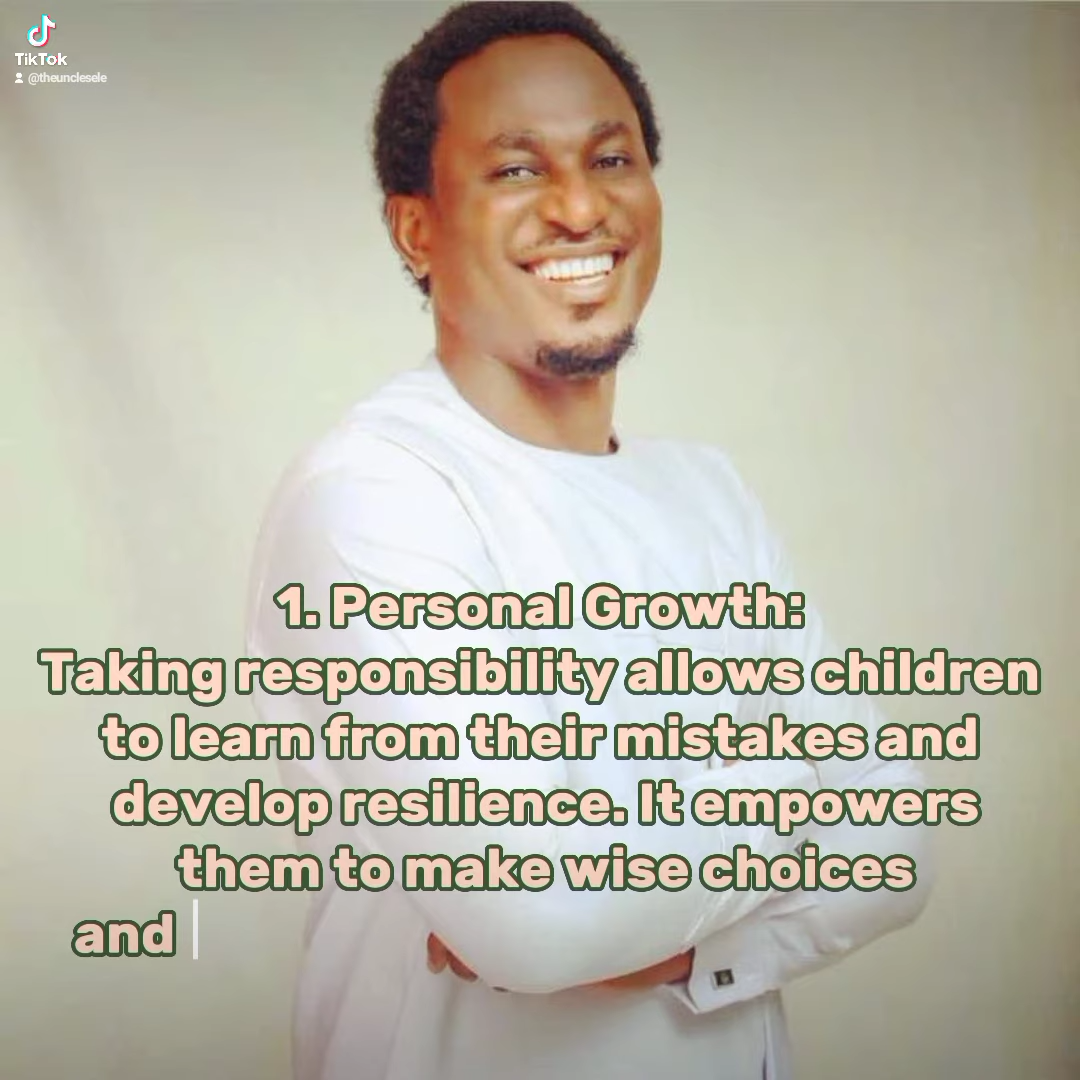 TikTok
@theunclesele
1. Personal Growth:
Taking responsibility allows children
to learn from their mistakes and
develop resilience. It empowers
them to make wise choices
and